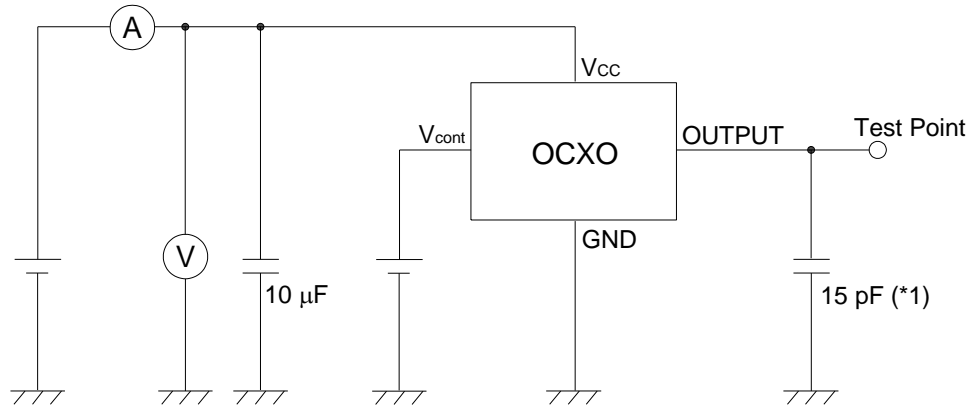 A
VCC
Vcont
OCXO
OUTPUT
Test Point
V
GND
10 μF
15 pF (*1)